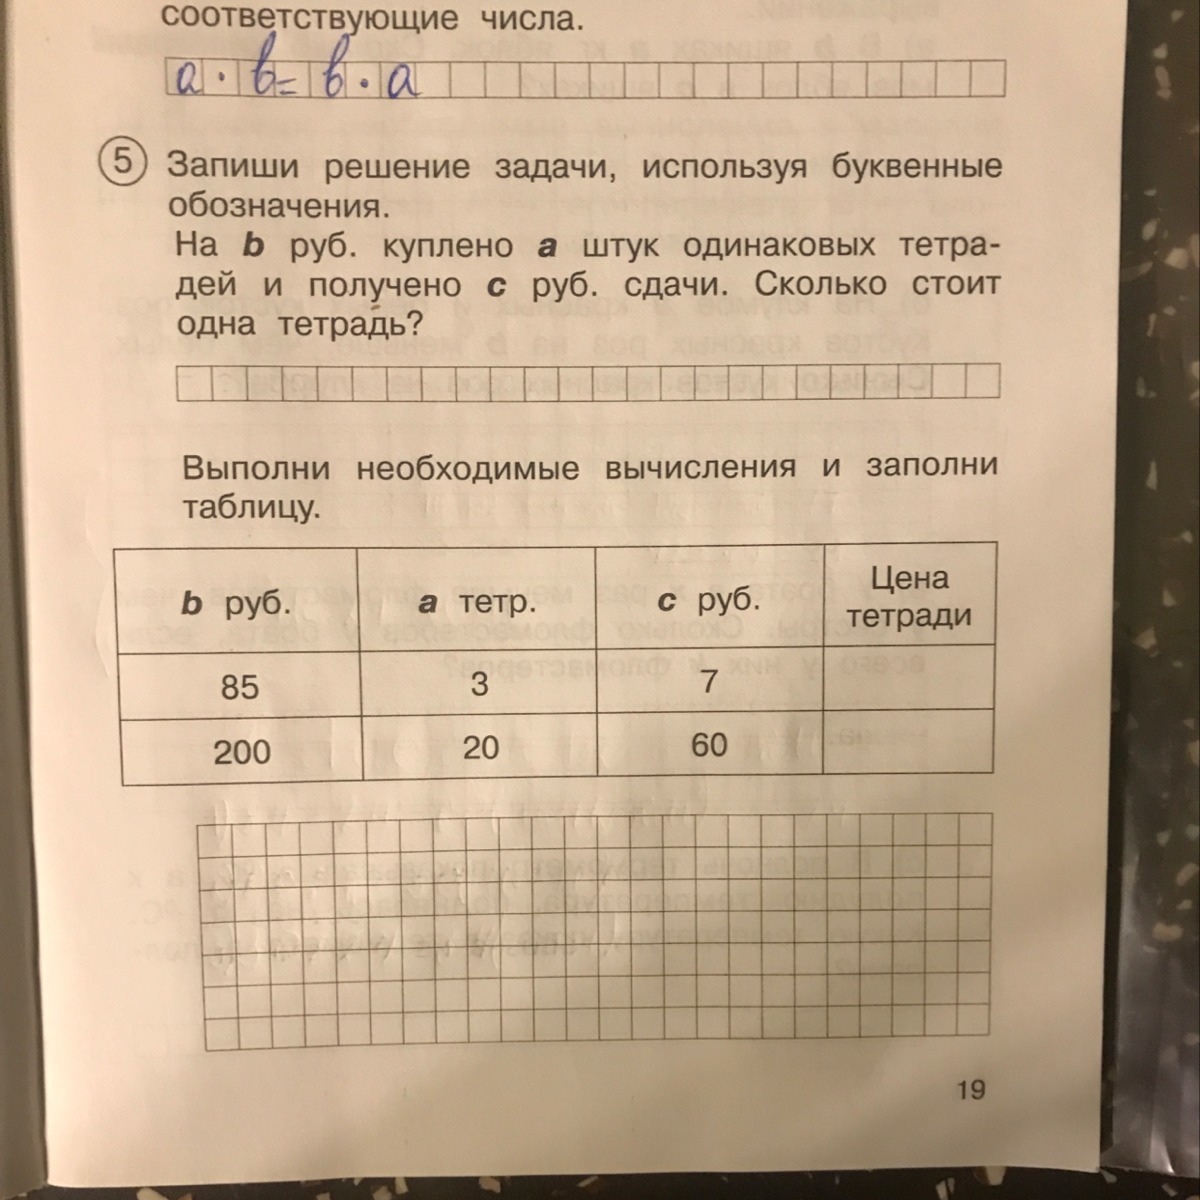 соответствующие числа.
a · b = b · a
5 Запиши решение задачи, используя буквенные
обозначения.
На b руб. куплено а штук одинаковых тетра-
дей и получено с руб. сдачи. Сколько стоит
одна тетрадь?
Выполни необходимые вычисления и заполни
таблицу.
b руб. а тетр. с руб. Цена
тетради
85 3 7
200 20 60
19